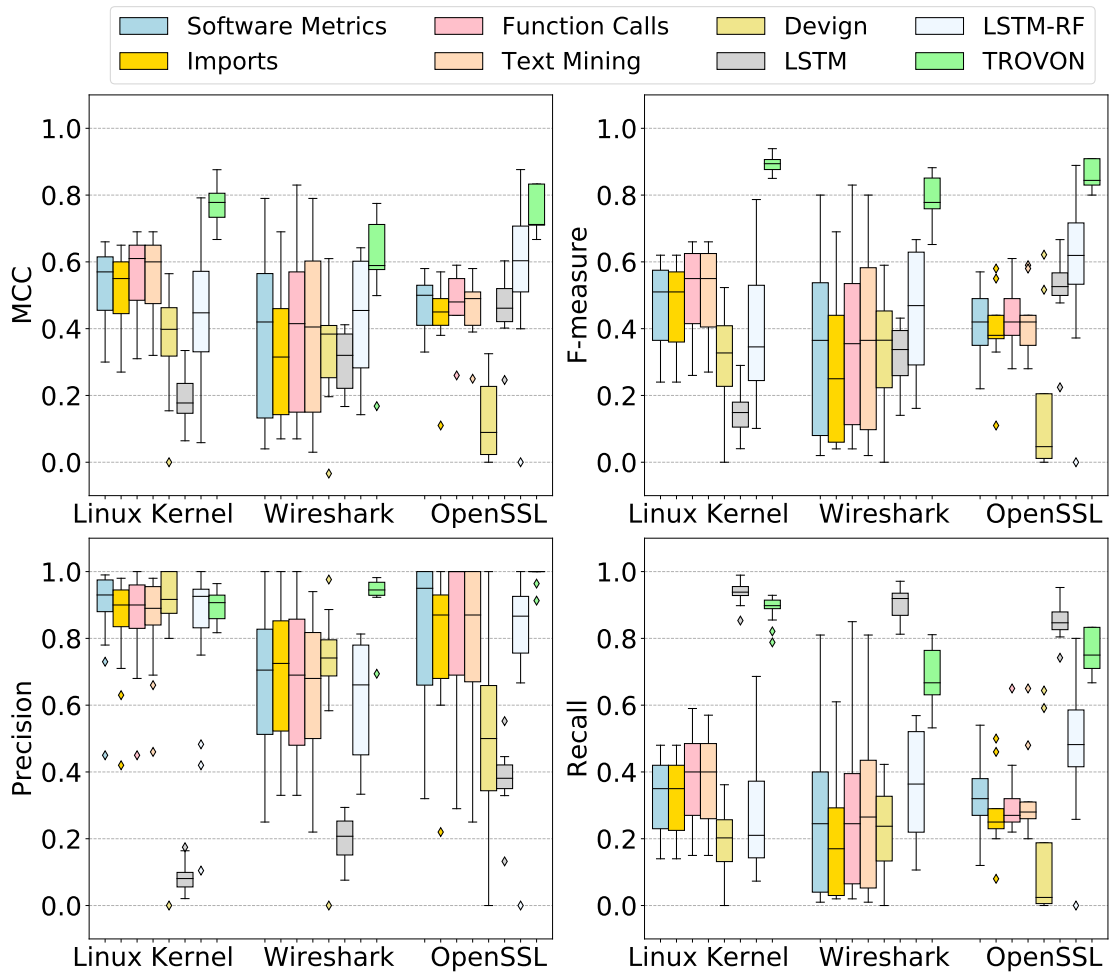 Software Metrics Function Calls Devign LSTM-RF
Imports Text Mining LSTM TROVON
MCC
1.0
0.8
0.6
0.4
0.2
0.0
Linux Kernel Wireshark OpenSSL
F-measure
1.0
0.8
0.6
0.4
0.2
0.0
Linux Kernel Wireshark OpenSSL
Precision
1.0
0.8
0.6
0.4
0.2
0.0
Linux Kernel Wireshark OpenSSL
Recall
1.0
0.8
0.6
0.4
0.2
0.0
Linux Kernel Wireshark OpenSSL